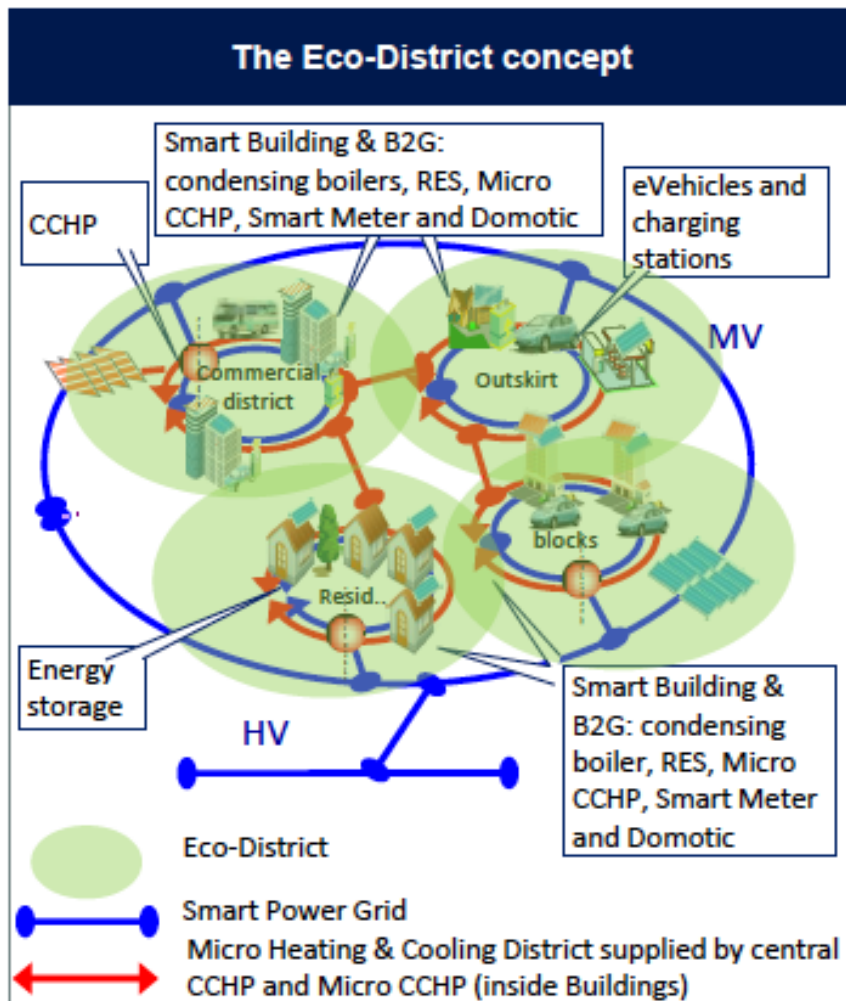 The Eco-District concept
Smart Building & B2G:
condensing boilers, RES, Micro
CCHP, Smart Meter and Domotic
CCHP
eVehicles and
charging
stations
MV
Commercial
district
Outskirt
blocks
Resid..
Energy
storage
HV
Smart Building &
B2G: condensing
boiler, RES, Micro
CCHP, Smart Meter
and Domotic
Eco-District
Smart Power Grid
Micro Heating & Cooling District supplied by central
CCHP and Micro CCHP (inside Buildings)